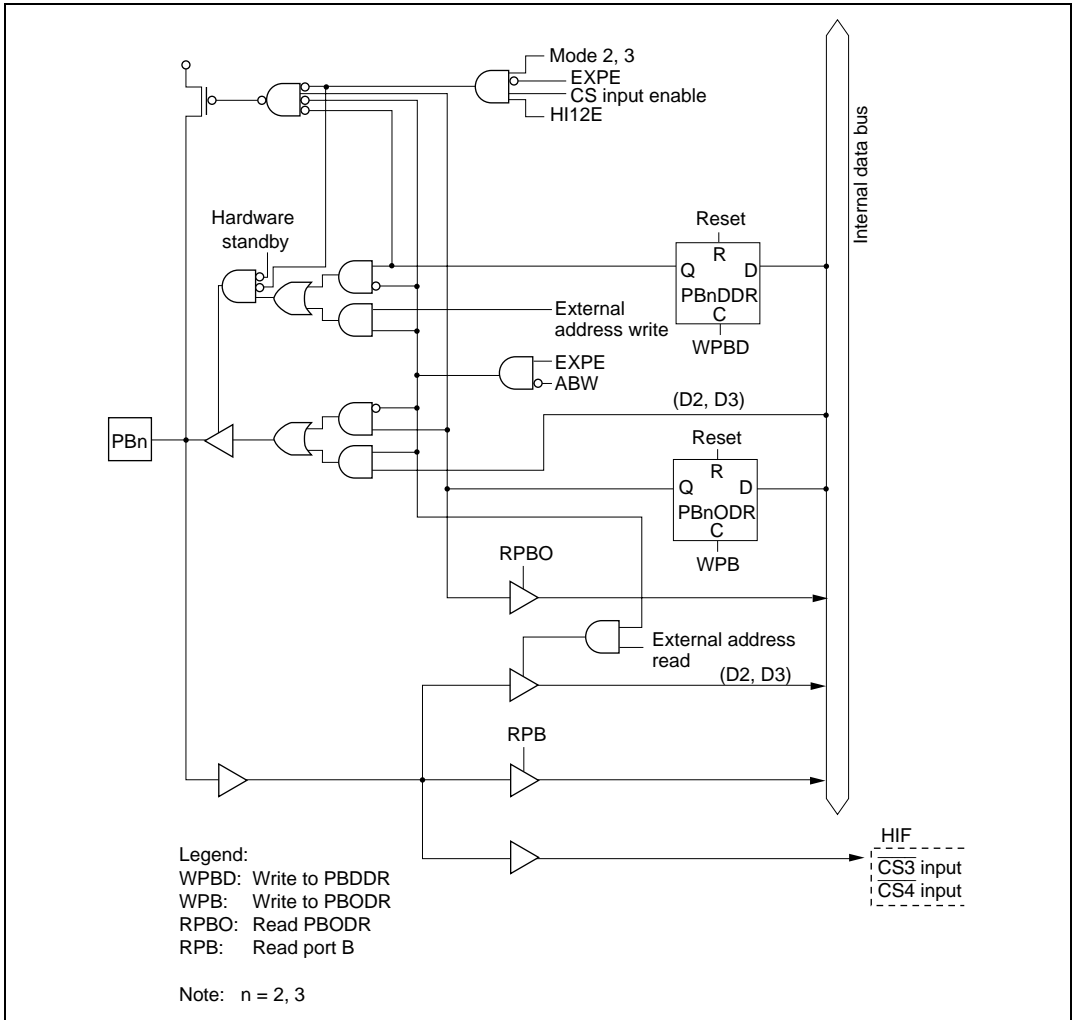 Mode 2, 3
EXPE
CS input enable
HI12E
Internal data bus
Hardware
standby
Reset
R
Q D
PBnDDR
C
WPBD
External
address write
EXPE
ABW
(D2, D3)
PBn
Reset
R
Q D
PBnODR
C
WPB
RPBO
External address
read
(D2, D3)
RPB
HIF
CS3 input
CS4 input
Legend:
WPBD: Write to PBDDR
WPB: Write to PBODR
RPBO: Read PBODR
RPB: Read port B
Note: n = 2, 3